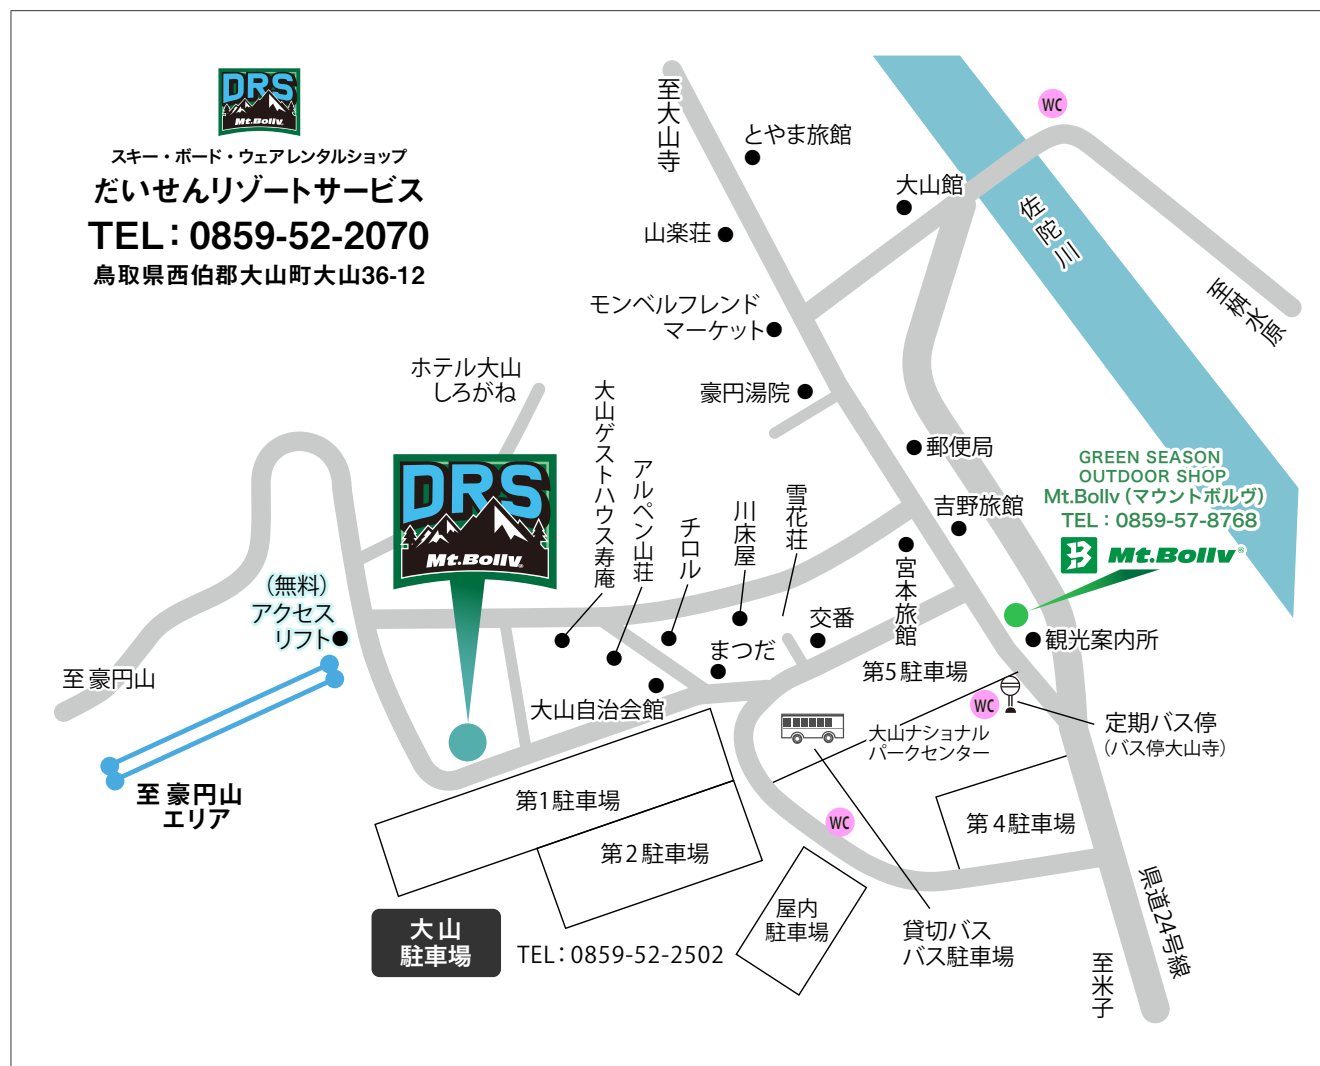 DRS
Mt.Bollv.
スキー・ボード・ウェアレンタルショップ
だいせんリゾートサービス
TEL：0859-52-2070
鳥取県西伯郡大山町大山36-12
至大山寺
とやま旅館
WC
大山館
山楽荘
佐陀川
至桝水原
モンベルフレンド
マーケット
ホテル大山
しろがね
大山ゲストハウス寿庵
豪円湯院
郵便局
GREEN SEASON
OUTDOOR SHOP
Mt.Bollv（マウントボルヴ）
TEL：0859-57-8768
Mt.Bollv®
DRS
Mt.Bollv.
アルペン山荘
チロル
川床屋
雪花荘
吉野旅館
宮本旅館
（無料）
アクセス
リフト
まつだ
交番
観光案内所
至 豪円山
第5駐車場
大山自治会館
WC
大山ナショナル
パークセンター
定期バス停
（バス停大山寺）
至 豪円山
エリア
第1駐車場
第2駐車場
WC
第4駐車場
大山
駐車場
TEL：0859-52-2502
屋内
駐車場
貸切バス
バス駐車場
県道24号線
至米子